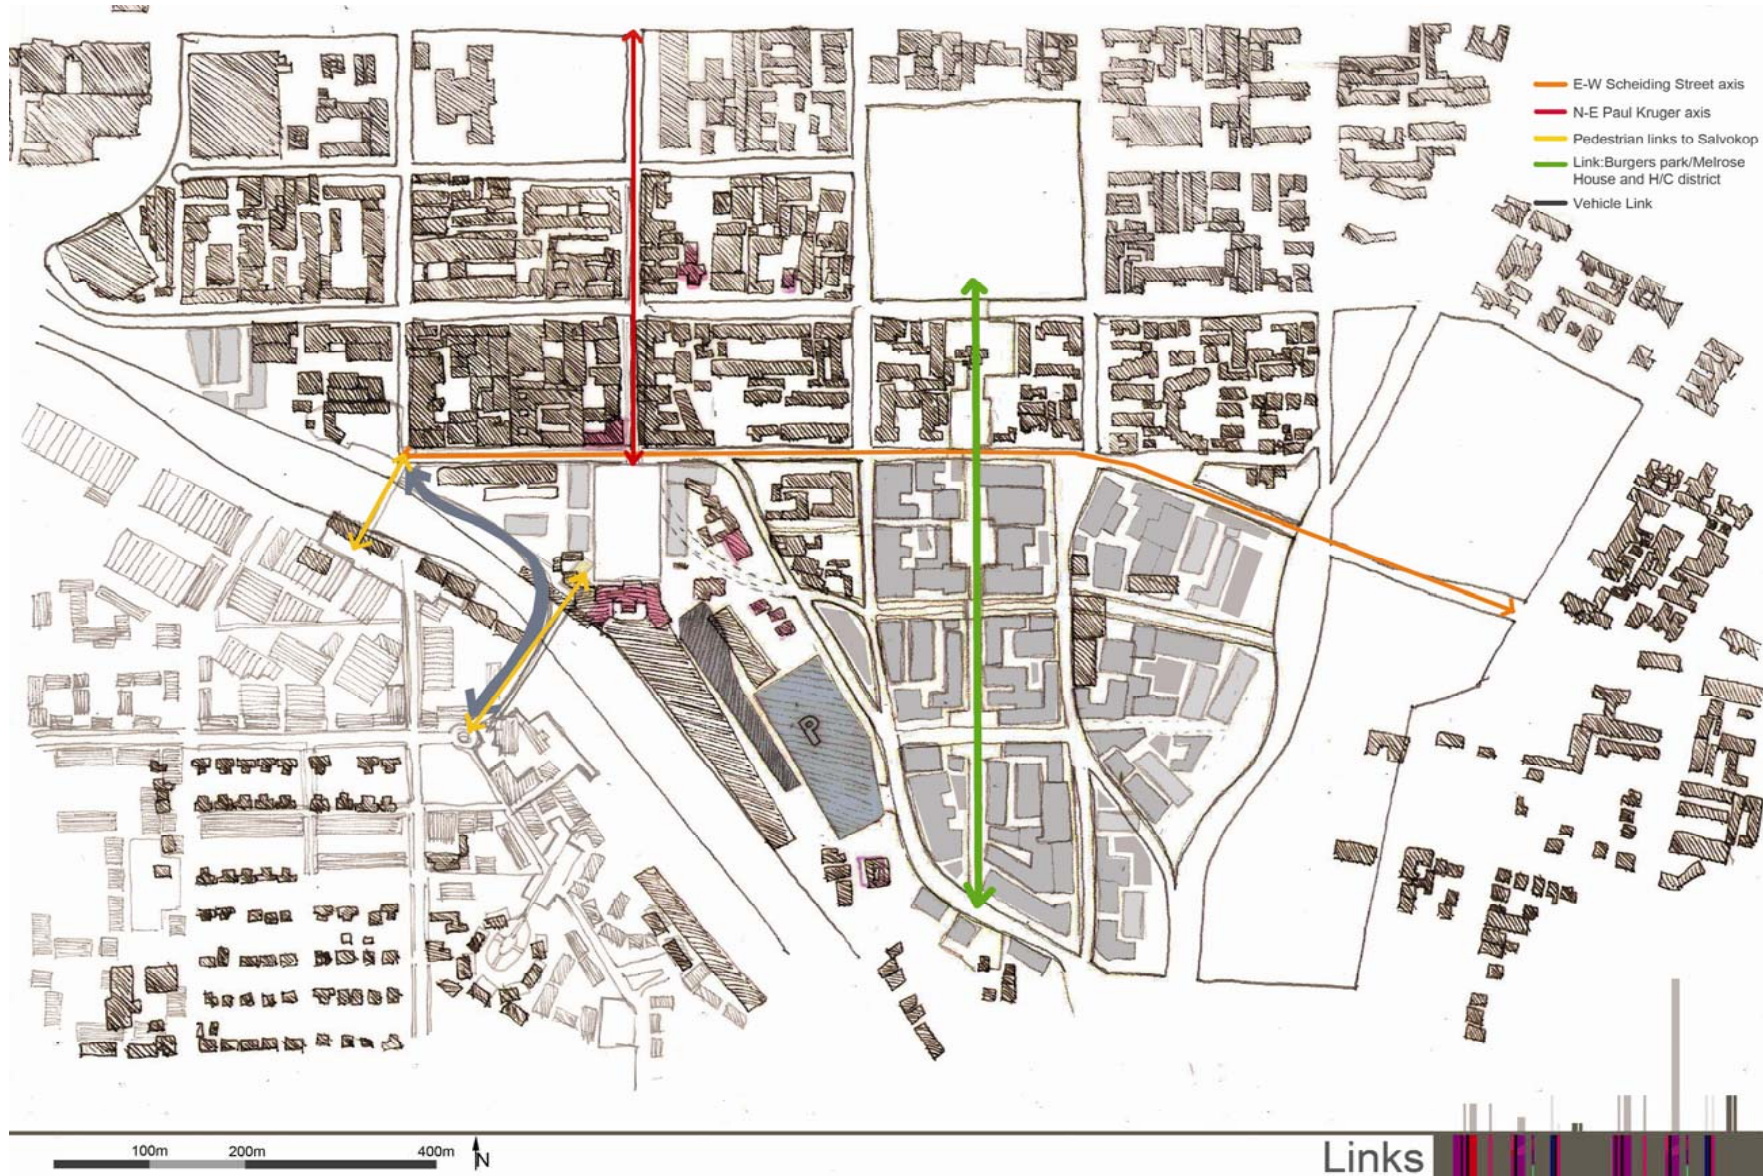 E-W Scheiding Street axis
N-E Paul Kruger axis
Pedestrian links to Salvokop
Link:Burgers park/Melrose
House and H/C district
Vehicle Link
P
100m 200m 400m N
Links